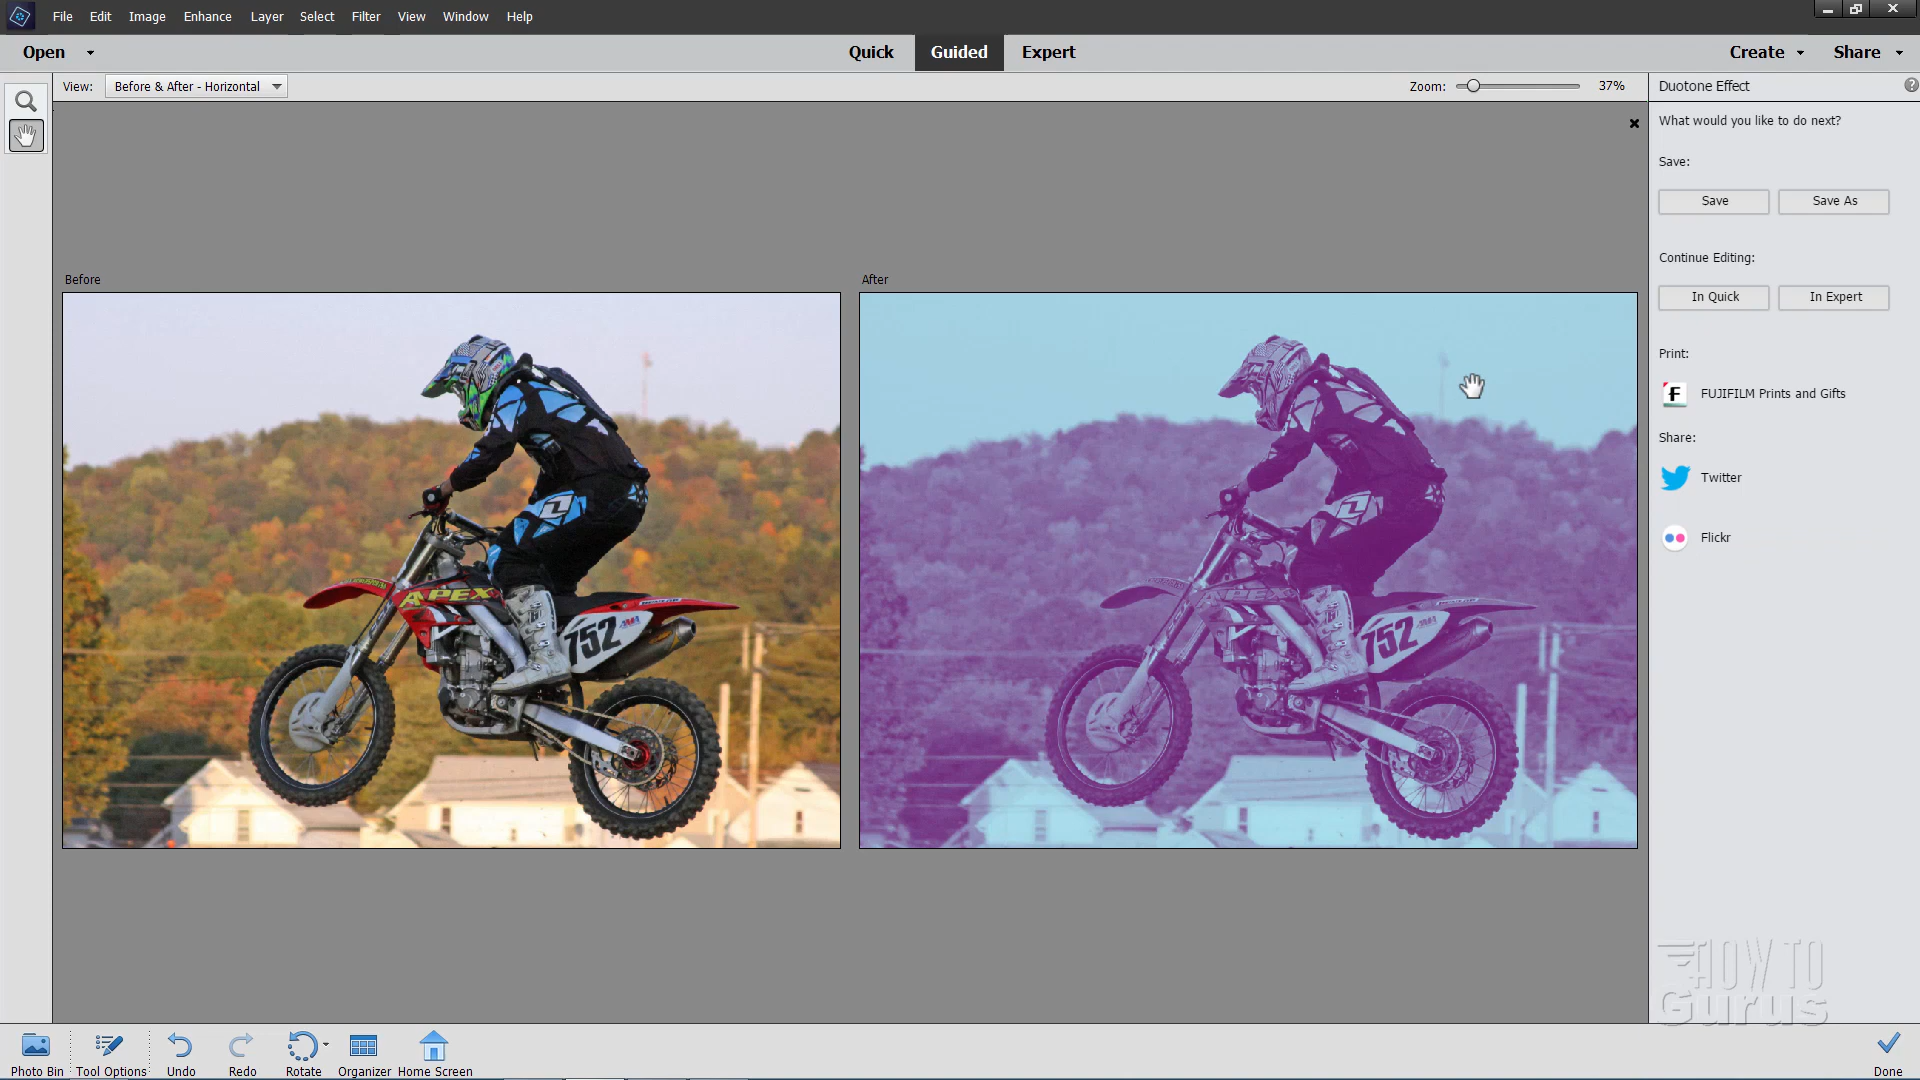 File Edit Image Enhance Layer Select Filter View Window Help
Open Quick Guided Expert Create Share
View: Before & After - Horizontal Zoom: 37% Duotone Effect ?
What would you like to do next?
Save:
Save Save As
Continue Editing:
In Quick In Expert
Print:
F FUJIFILM Prints and Gifts
Share:
Twitter
Flickr
Before After
APEX APEX
752 752
HOW TO
Gurus
Photo Bin Tool Options Undo Redo Rotate Organizer Home Screen Done